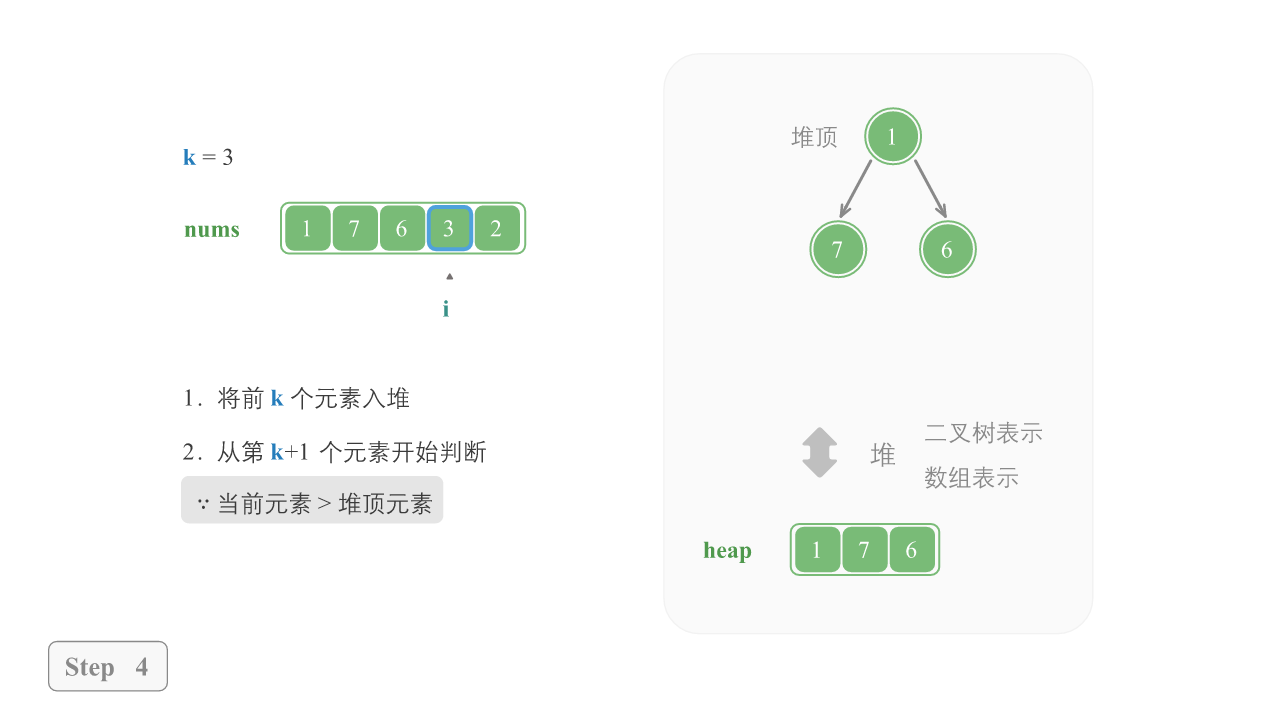 k = 3
nums 1 7 6 3 2
i
1. 将前 k 个元素入堆
2. 从第 k+1 个元素开始判断
∵ 当前元素 > 堆顶元素
Step 4
堆顶 1
7 6
堆
二叉树表示
数组表示
heap 1 7 6